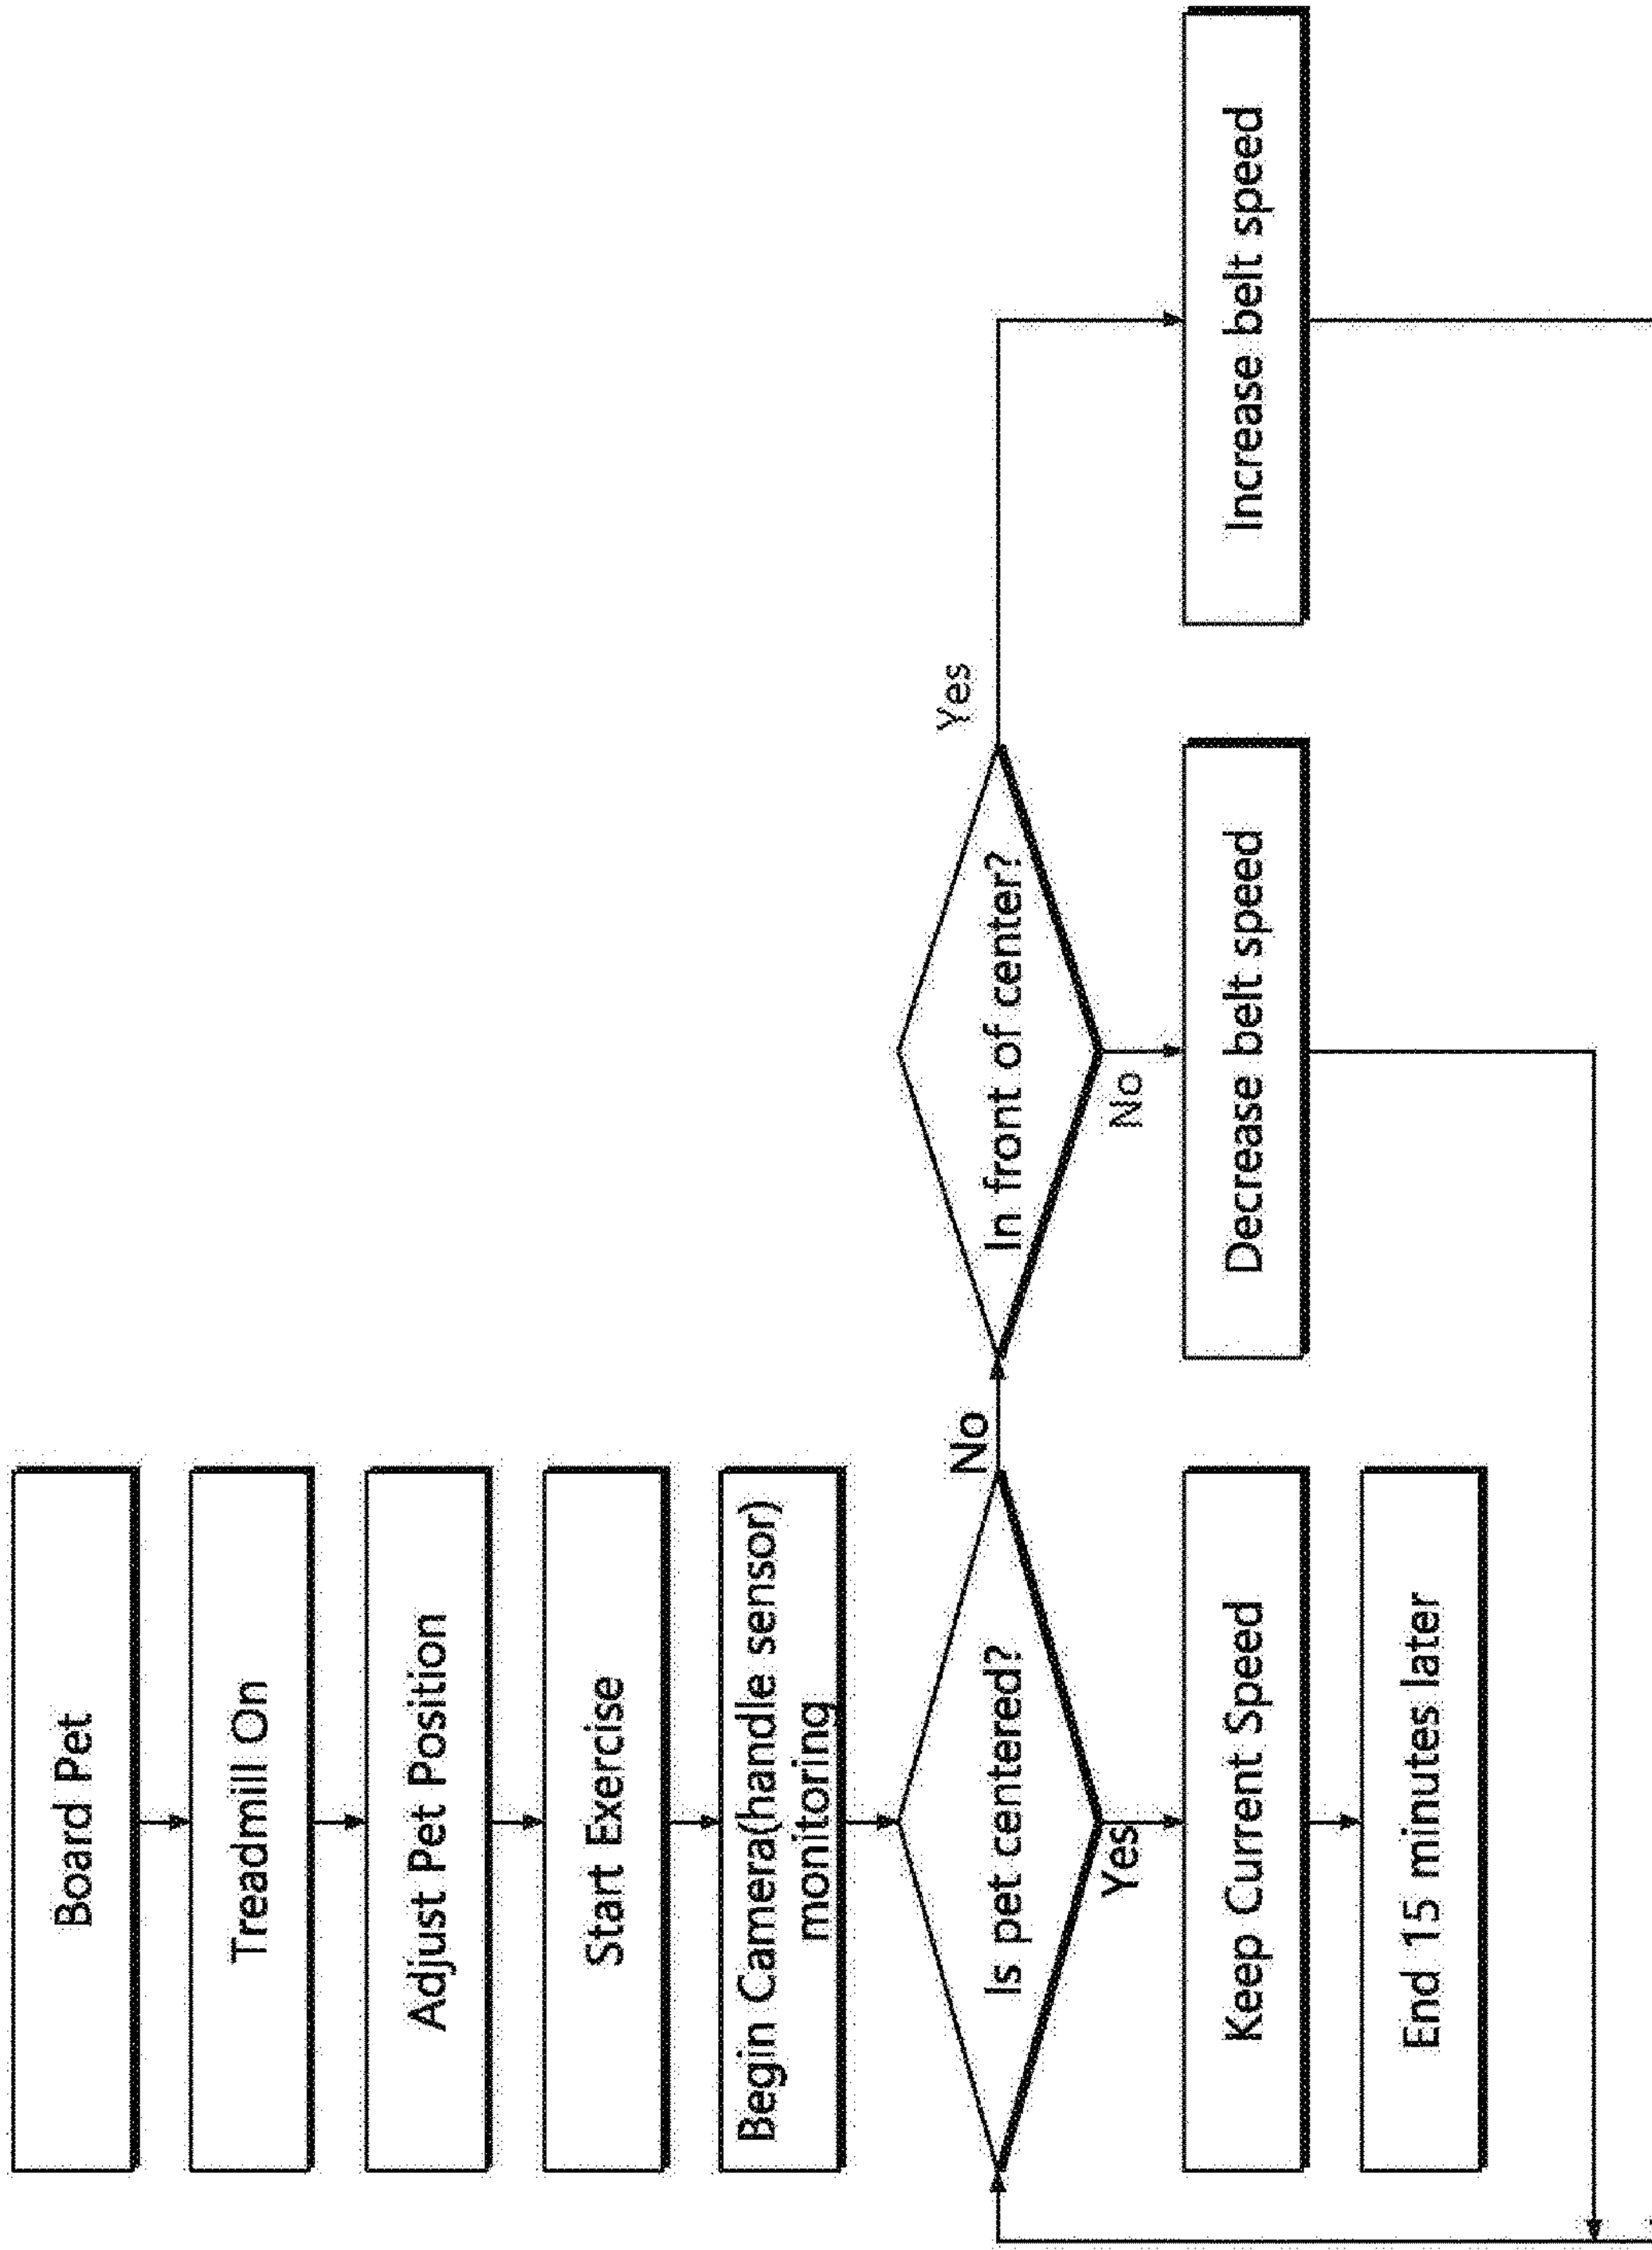 Board Pet
Treadmill On
Adjust Pet Position
Start Exercise
Begin Camera(handle sensor)
monitoring
Is pet centered?
No
In front of center?
Yes
Yes
No
Keep Current Speed
Decrease belt speed
Increase belt speed
End 15 minutes later